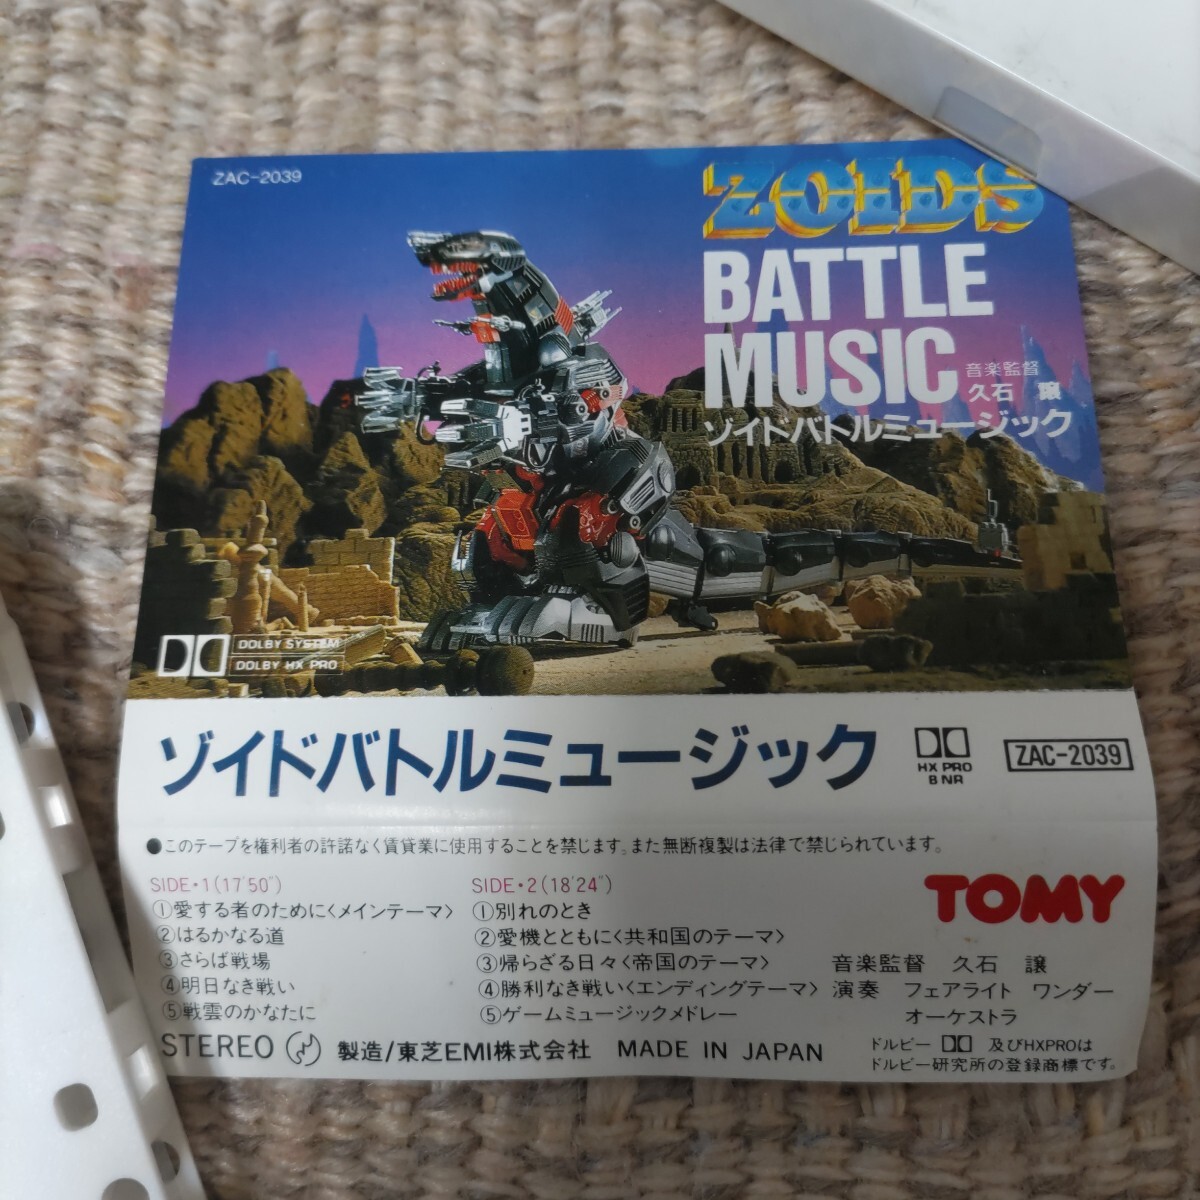 ZAC-2039
ZOIDS
BATTLE
MUSIC
音楽監督
久石 譲
ゾイドバトルミュージック
DOLBY SYSTEM
DOLBY HX PRO
ゾイドバトルミュージック
HX PRO
B NR
ZAC-2039
●このテープを権利者の許諾なく賃貸業に使用することを禁じます。また無断複製は法律で禁じられています。
SIDE・1(17'50")
①愛する者のために〈メインテーマ〉
②はるかなる道
③さらば戦場
④明日なき戦い
⑤戦雲のかなたに
SIDE・2(18'24")
①別れのとき
②愛機とともに〈共和国のテーマ〉
③帰らざる日々〈帝国のテーマ〉
④勝利なき戦い〈エンディングテーマ〉
⑤ゲームミュージックメドレー
TOMY
音楽監督 久石 譲
演奏 フェアライト ワンダー
オーケストラ
STEREO 製造/東芝EMI株式会社 MADE IN JAPAN
ドルビー 及びHXPROは
ドルビー研究所の登録商標です。